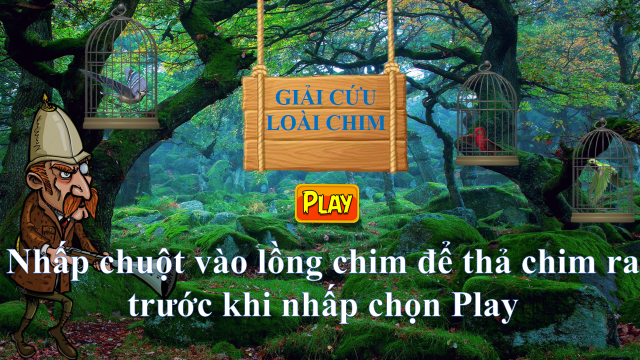 GIẢI CỨU
LOÀI CHIM
PLAY
Nhấp chuột vào lồng chim để thả chim ra
trước khi nhấp chọn Play